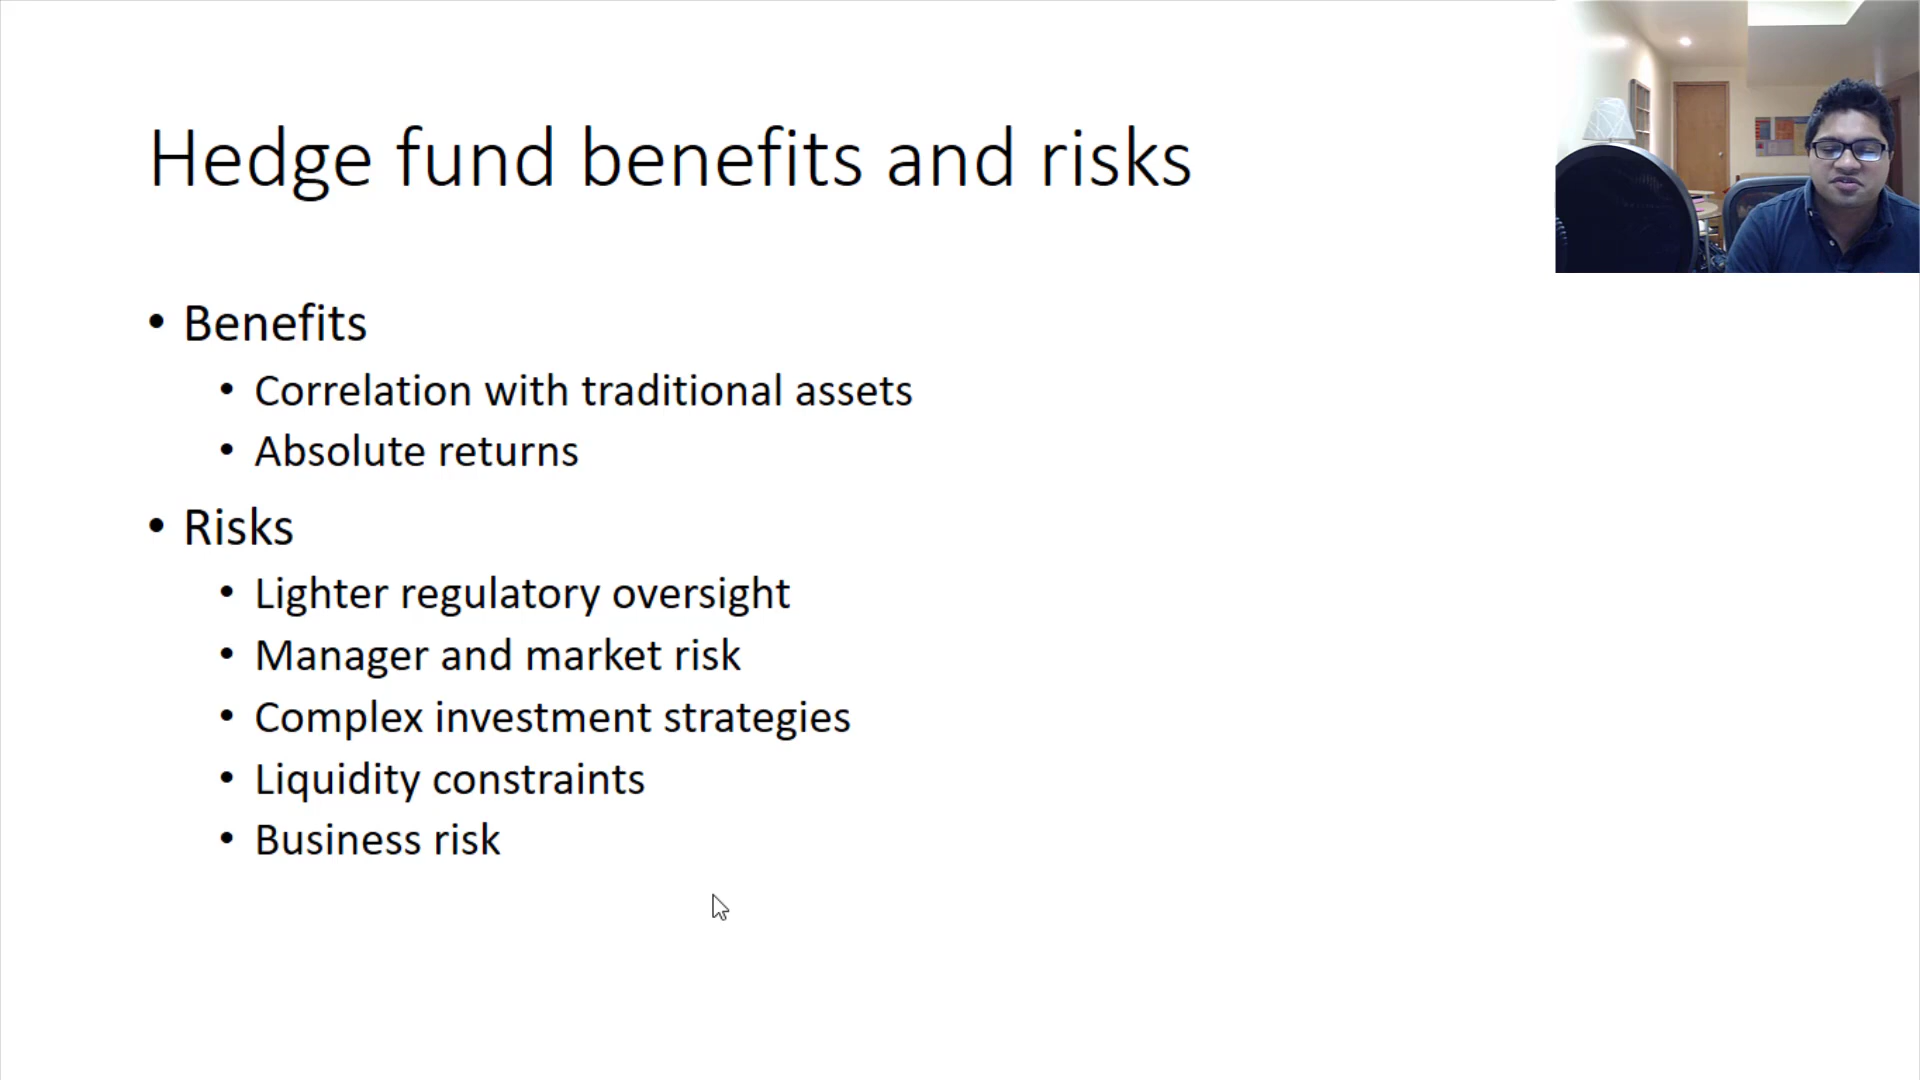 Hedge fund benefits and risks
• Benefits
• Correlation with traditional assets
• Absolute returns
• Risks
• Lighter regulatory oversight
• Manager and market risk
• Complex investment strategies
• Liquidity constraints
• Business risk